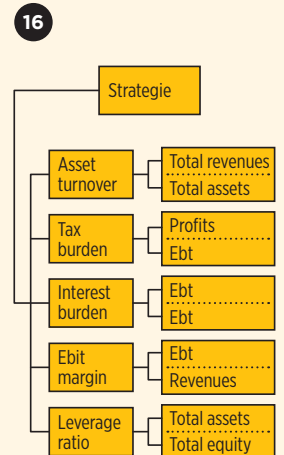 16
Strategie
Asset
turnover
Total revenues
Total assets
Tax
burden
Profits
Ebt
Interest
burden
Ebt
Ebt
Ebit
margin
Ebt
Revenues
Leverage
ratio
Total assets
Total equity